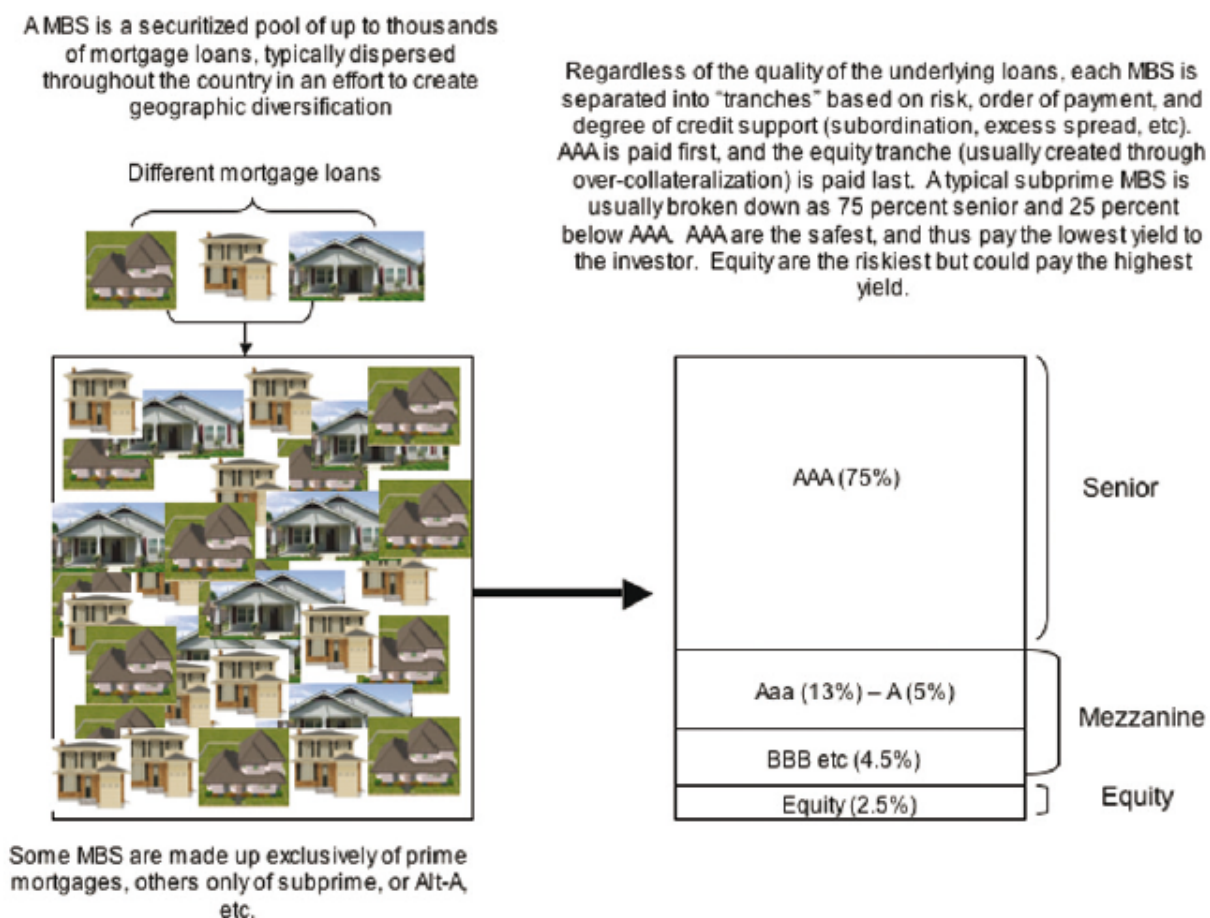 A MBS is a securitized pool of up to thousands
of mortgage loans, typically dispersed
throughout the country in an effort to create
geographic diversification
Different mortgage loans
Some MBS are made up exclusively of prime
mortgages, others only of subprime, or Alt-A,
etc.
Regardless of the quality of the underlying loans, each MBS is
separated into “tranches” based on risk, order of payment, and
degree of credit support (subordination, excess spread, etc).
AAA is paid first, and the equity tranche (usually created through
over-collateralization) is paid last. A typical subprime MBS is
usually broken down as 75 percent senior and 25 percent
below AAA. AAA are the safest, and thus pay the lowest yield to
the investor. Equity are the riskiest but could pay the highest
yield.
AAA (75%)
Senior
Aaa (13%) – A (5%)
Mezzanine
BBB etc (4.5%)
Equity (2.5%)
Equity